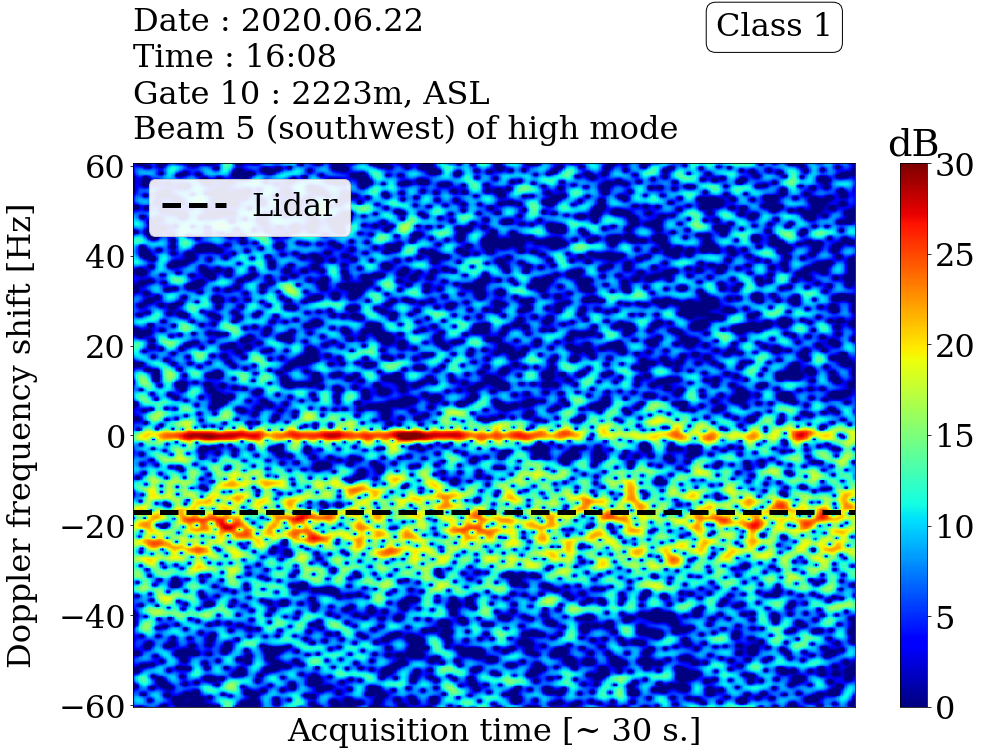 Date : 2020.06.22
Time : 16:08
Gate 10 : 2223m, ASL
Beam 5 (southwest) of high mode
Class 1
dB
Lidar
Doppler frequency shift [Hz]
60
40
20
0
−20
−40
−60
30
25
20
15
10
5
0
Acquisition time [~ 30 s.]